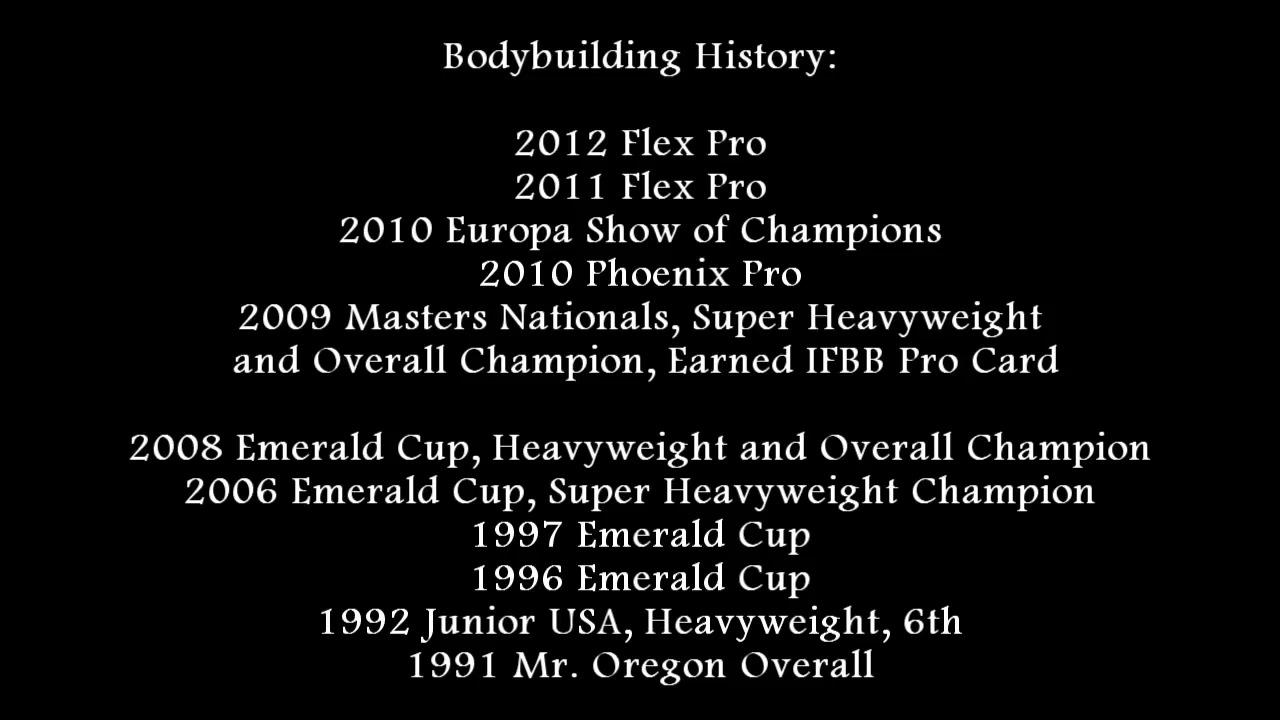 Bodybuilding History:
2012 Flex Pro
2011 Flex Pro
2010 Europa Show of Champions
2010 Phoenix Pro
2009 Masters Nationals, Super Heavyweight
and Overall Champion, Earned IFBB Pro Card
2008 Emerald Cup, Heavyweight and Overall Champion
2006 Emerald Cup, Super Heavyweight Champion
1997 Emerald Cup
1996 Emerald Cup
1992 Junior USA, Heavyweight, 6th
1991 Mr. Oregon Overall